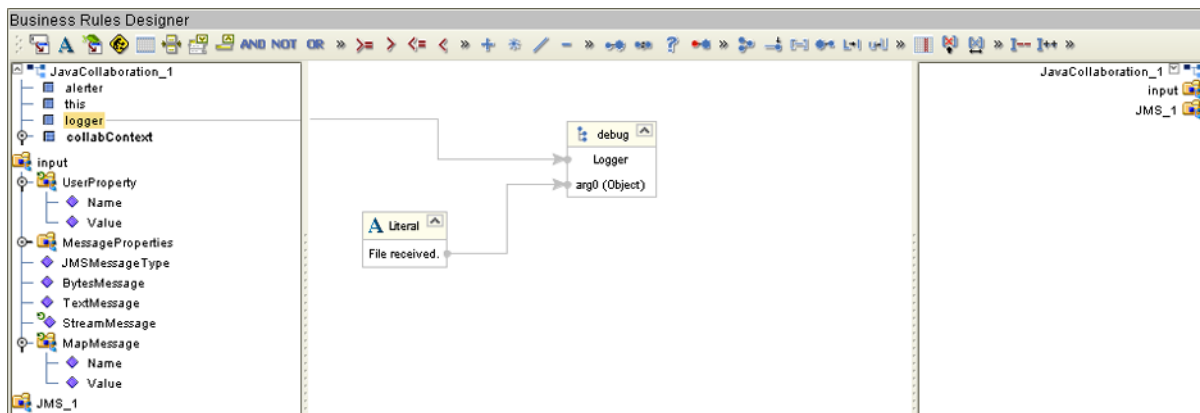 Business Rules Designer
A AND NOT OR » >= > <= < » + * / - » ? » » » I-- I++ »
JavaCollaboration_1
alerter
this
logger
collabContext
input
UserProperty
Name
Value
MessageProperties
JMSMessageType
BytesMessage
TextMessage
StreamMessage
MapMessage
Name
Value
JMS_1
debug
Logger
arg0 (Object)
A Literal
File received.
JavaCollaboration_1
input
JMS_1